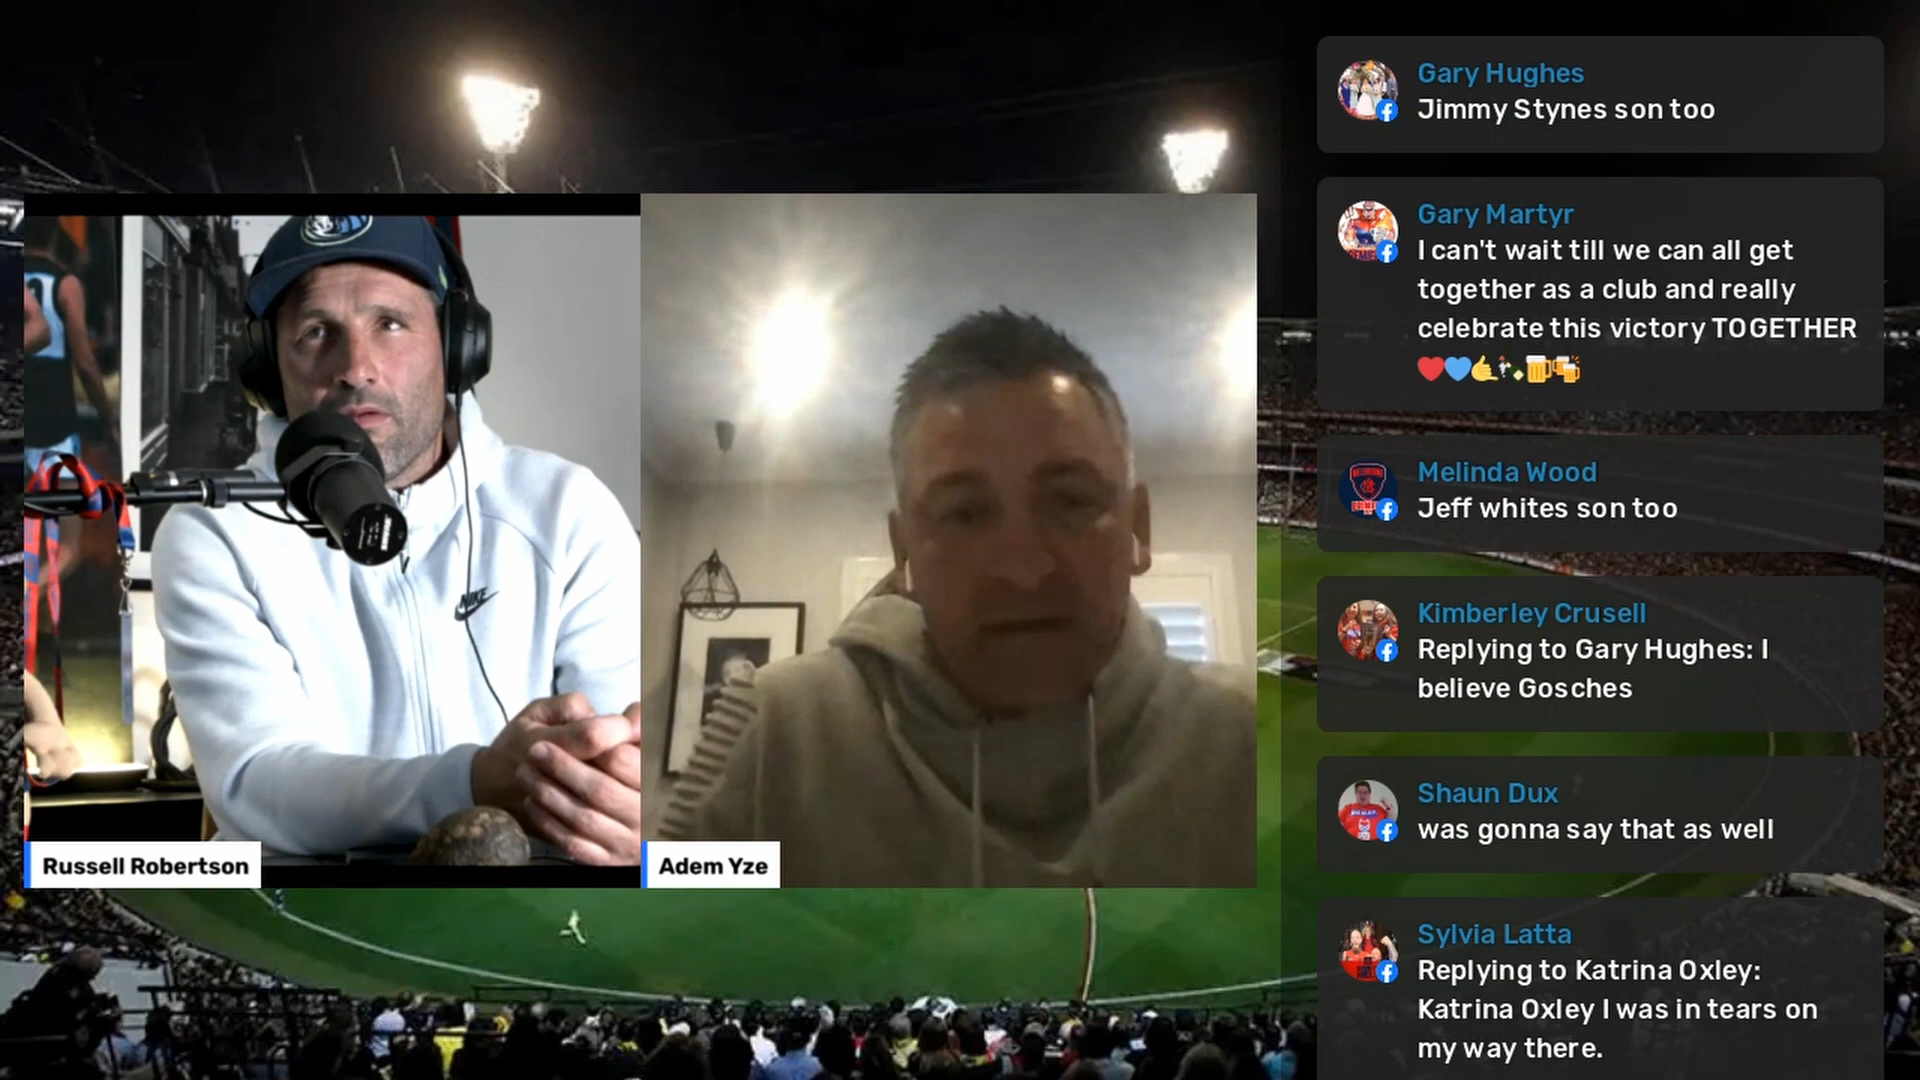 Gary Hughes
Jimmy Stynes son too
Gary Martyr
I can't wait till we can all get
together as a club and really
celebrate this victory TOGETHER
❤️💙🤙🍾🍺🍻
Melinda Wood
Jeff whites son too
Kimberley Crusell
Replying to Gary Hughes: I
believe Gosches
Shaun Dux
was gonna say that as well
Sylvia Latta
Replying to Katrina Oxley:
Katrina Oxley I was in tears on
my way there.
NIKE
Russell Robertson
Adem Yze